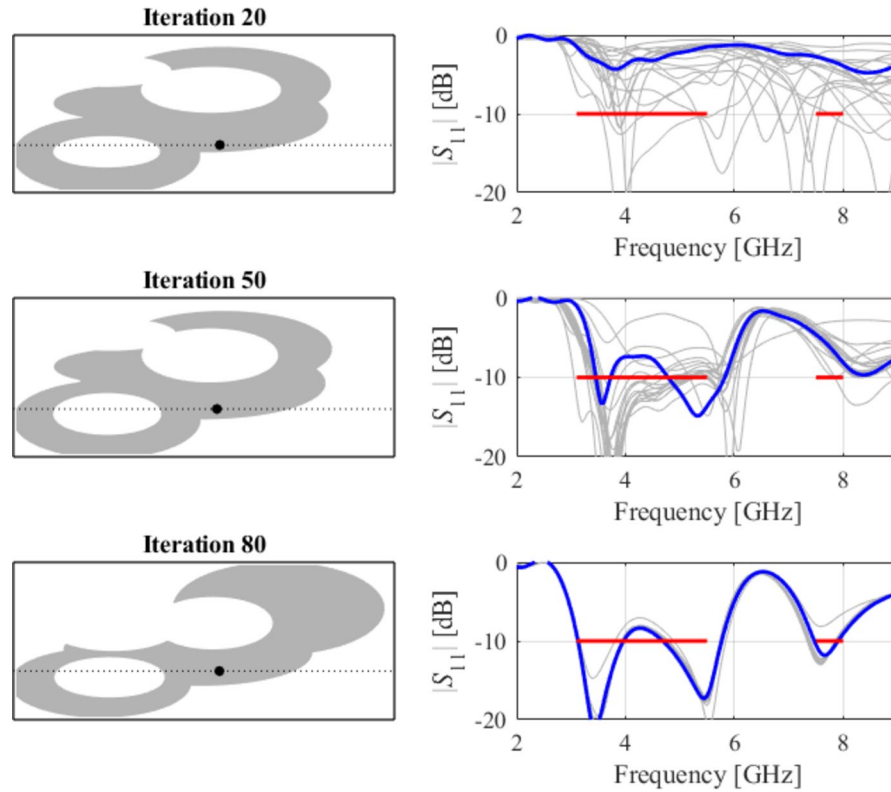 Iteration 20
0
-10
-20
|S11| [dB]
2 4 6 8
Frequency [GHz]
Iteration 50
0
-10
-20
|S11| [dB]
2 4 6 8
Frequency [GHz]
Iteration 80
0
-10
-20
|S11| [dB]
2 4 6 8
Frequency [GHz]